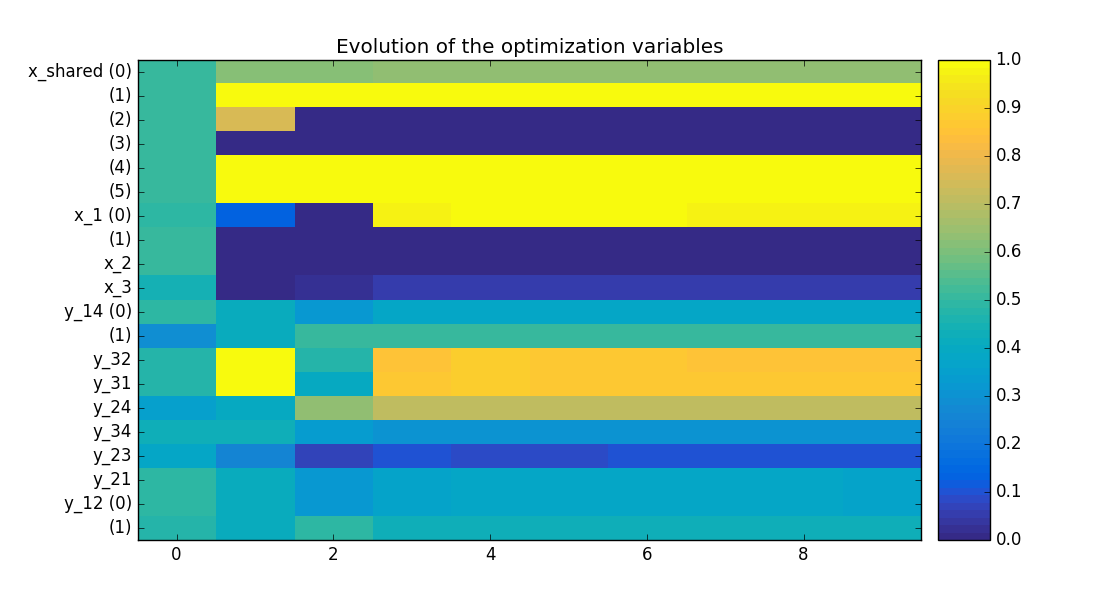 Evolution of the optimization variables
x_shared (0)
(1)
(2)
(3)
(4)
(5)
x_1 (0)
(1)
x_2
x_3
y_14 (0)
(1)
y_32
y_31
y_24
y_34
y_23
y_21
y_12 (0)
(1)
0 2 4 6 8
1.0
0.9
0.8
0.7
0.6
0.5
0.4
0.3
0.2
0.1
0.0